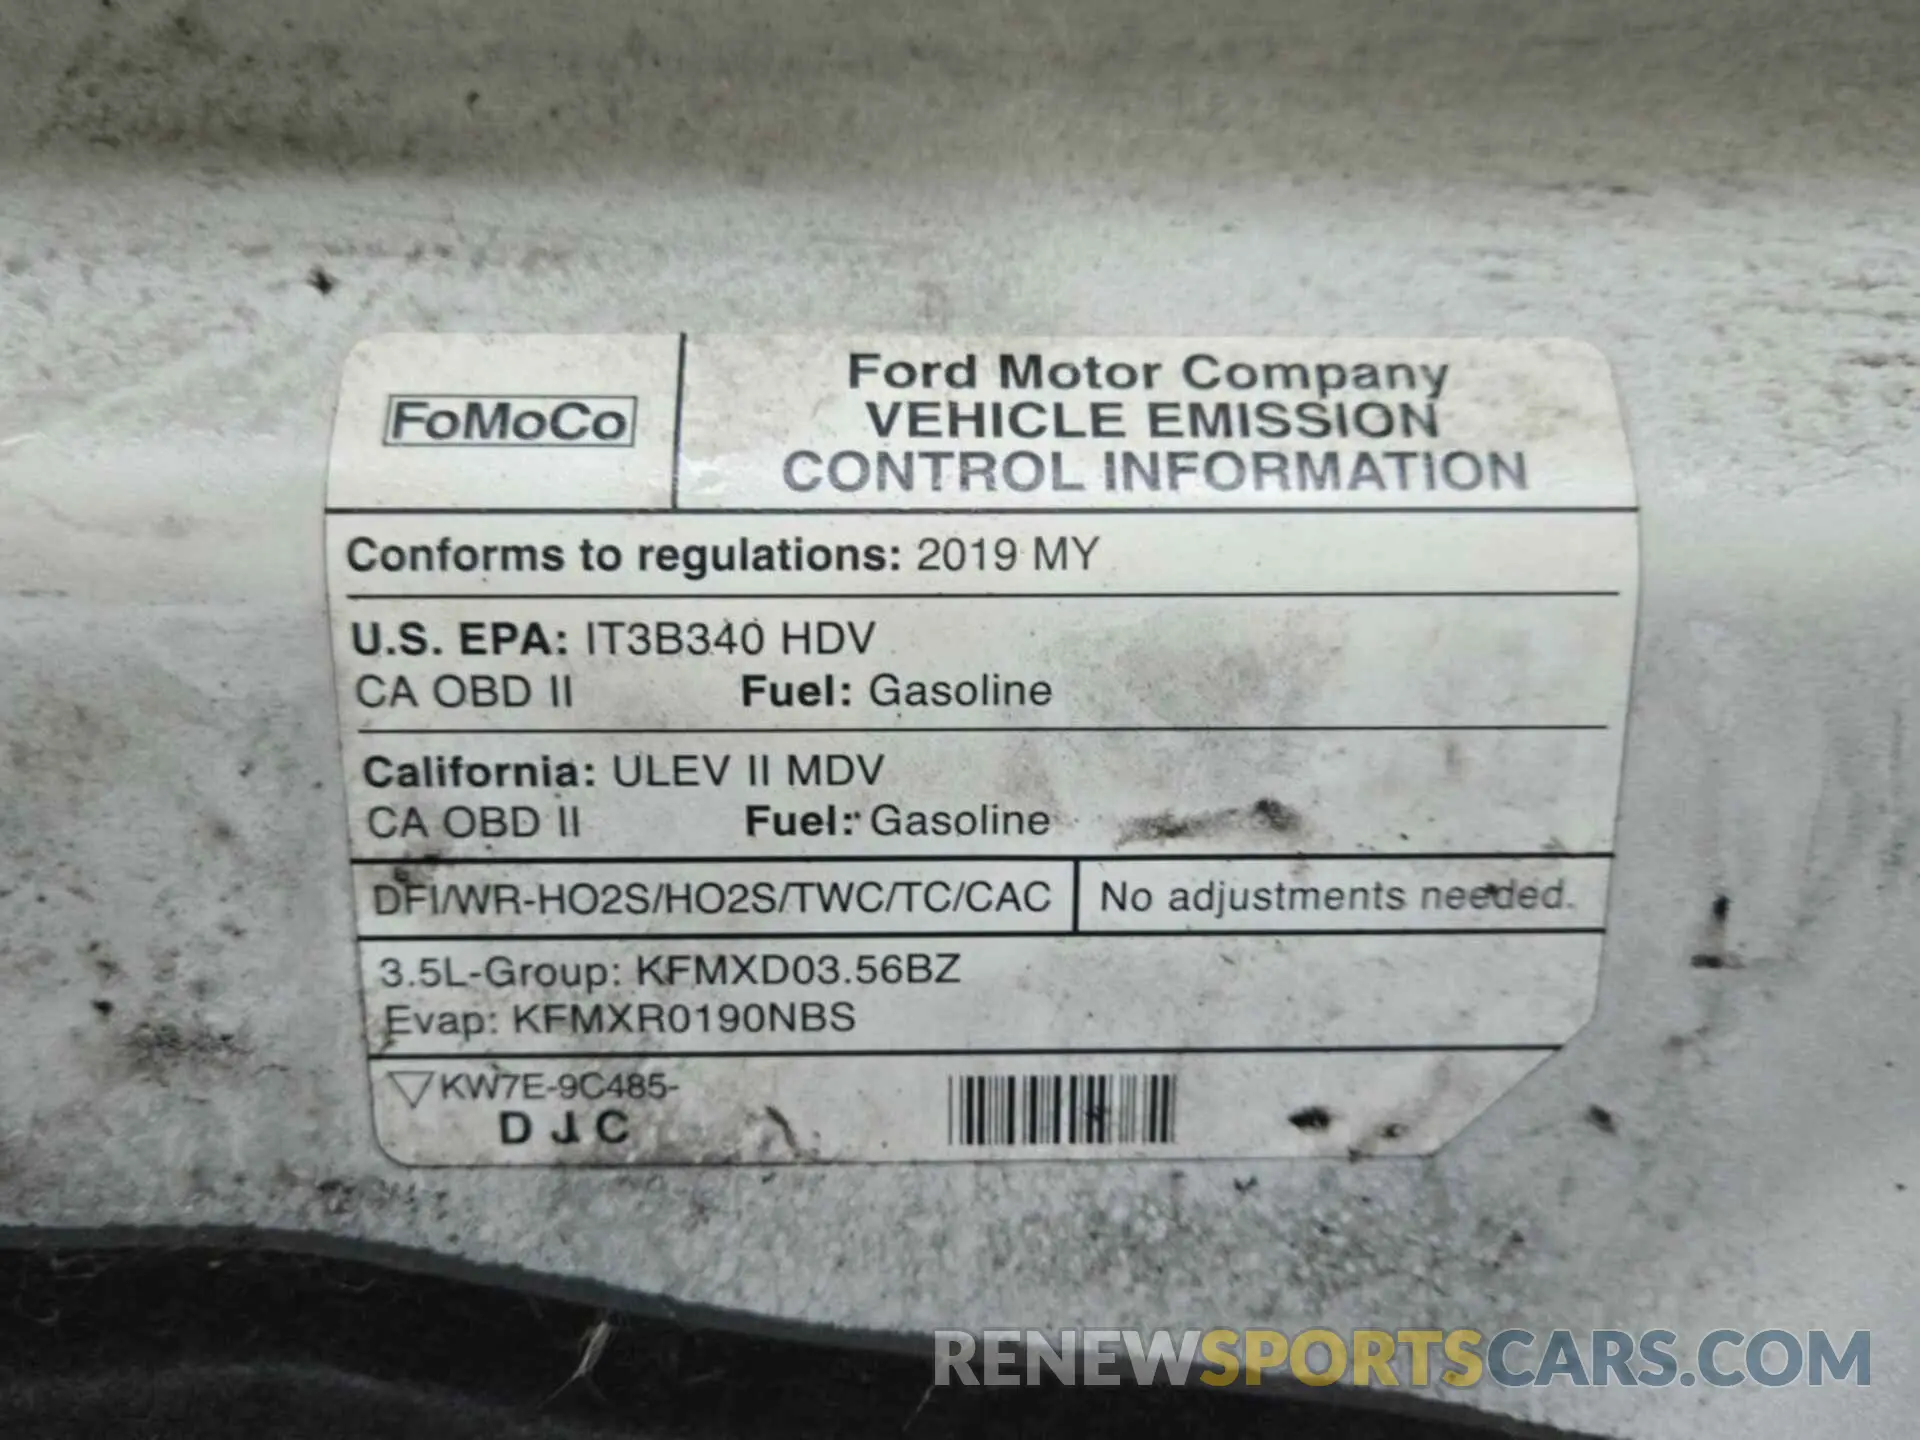 FoMoCo
Ford Motor Company
VEHICLE EMISSION
CONTROL INFORMATION
Conforms to regulations: 2019 MY
U.S. EPA: IT3B340 HDV
CA OBD II Fuel: Gasoline
California: ULEV II MDV
CA OBD II Fuel: Gasoline
DFI/WR-HO2S/HO2S/TWC/TC/CAC No adjustments needed.
3.5L-Group: KFMXD03.56BZ
Evap: KFMXR0190NBS
KW7E-9C485-
D J C
RENEWSPORTSCARS.COM